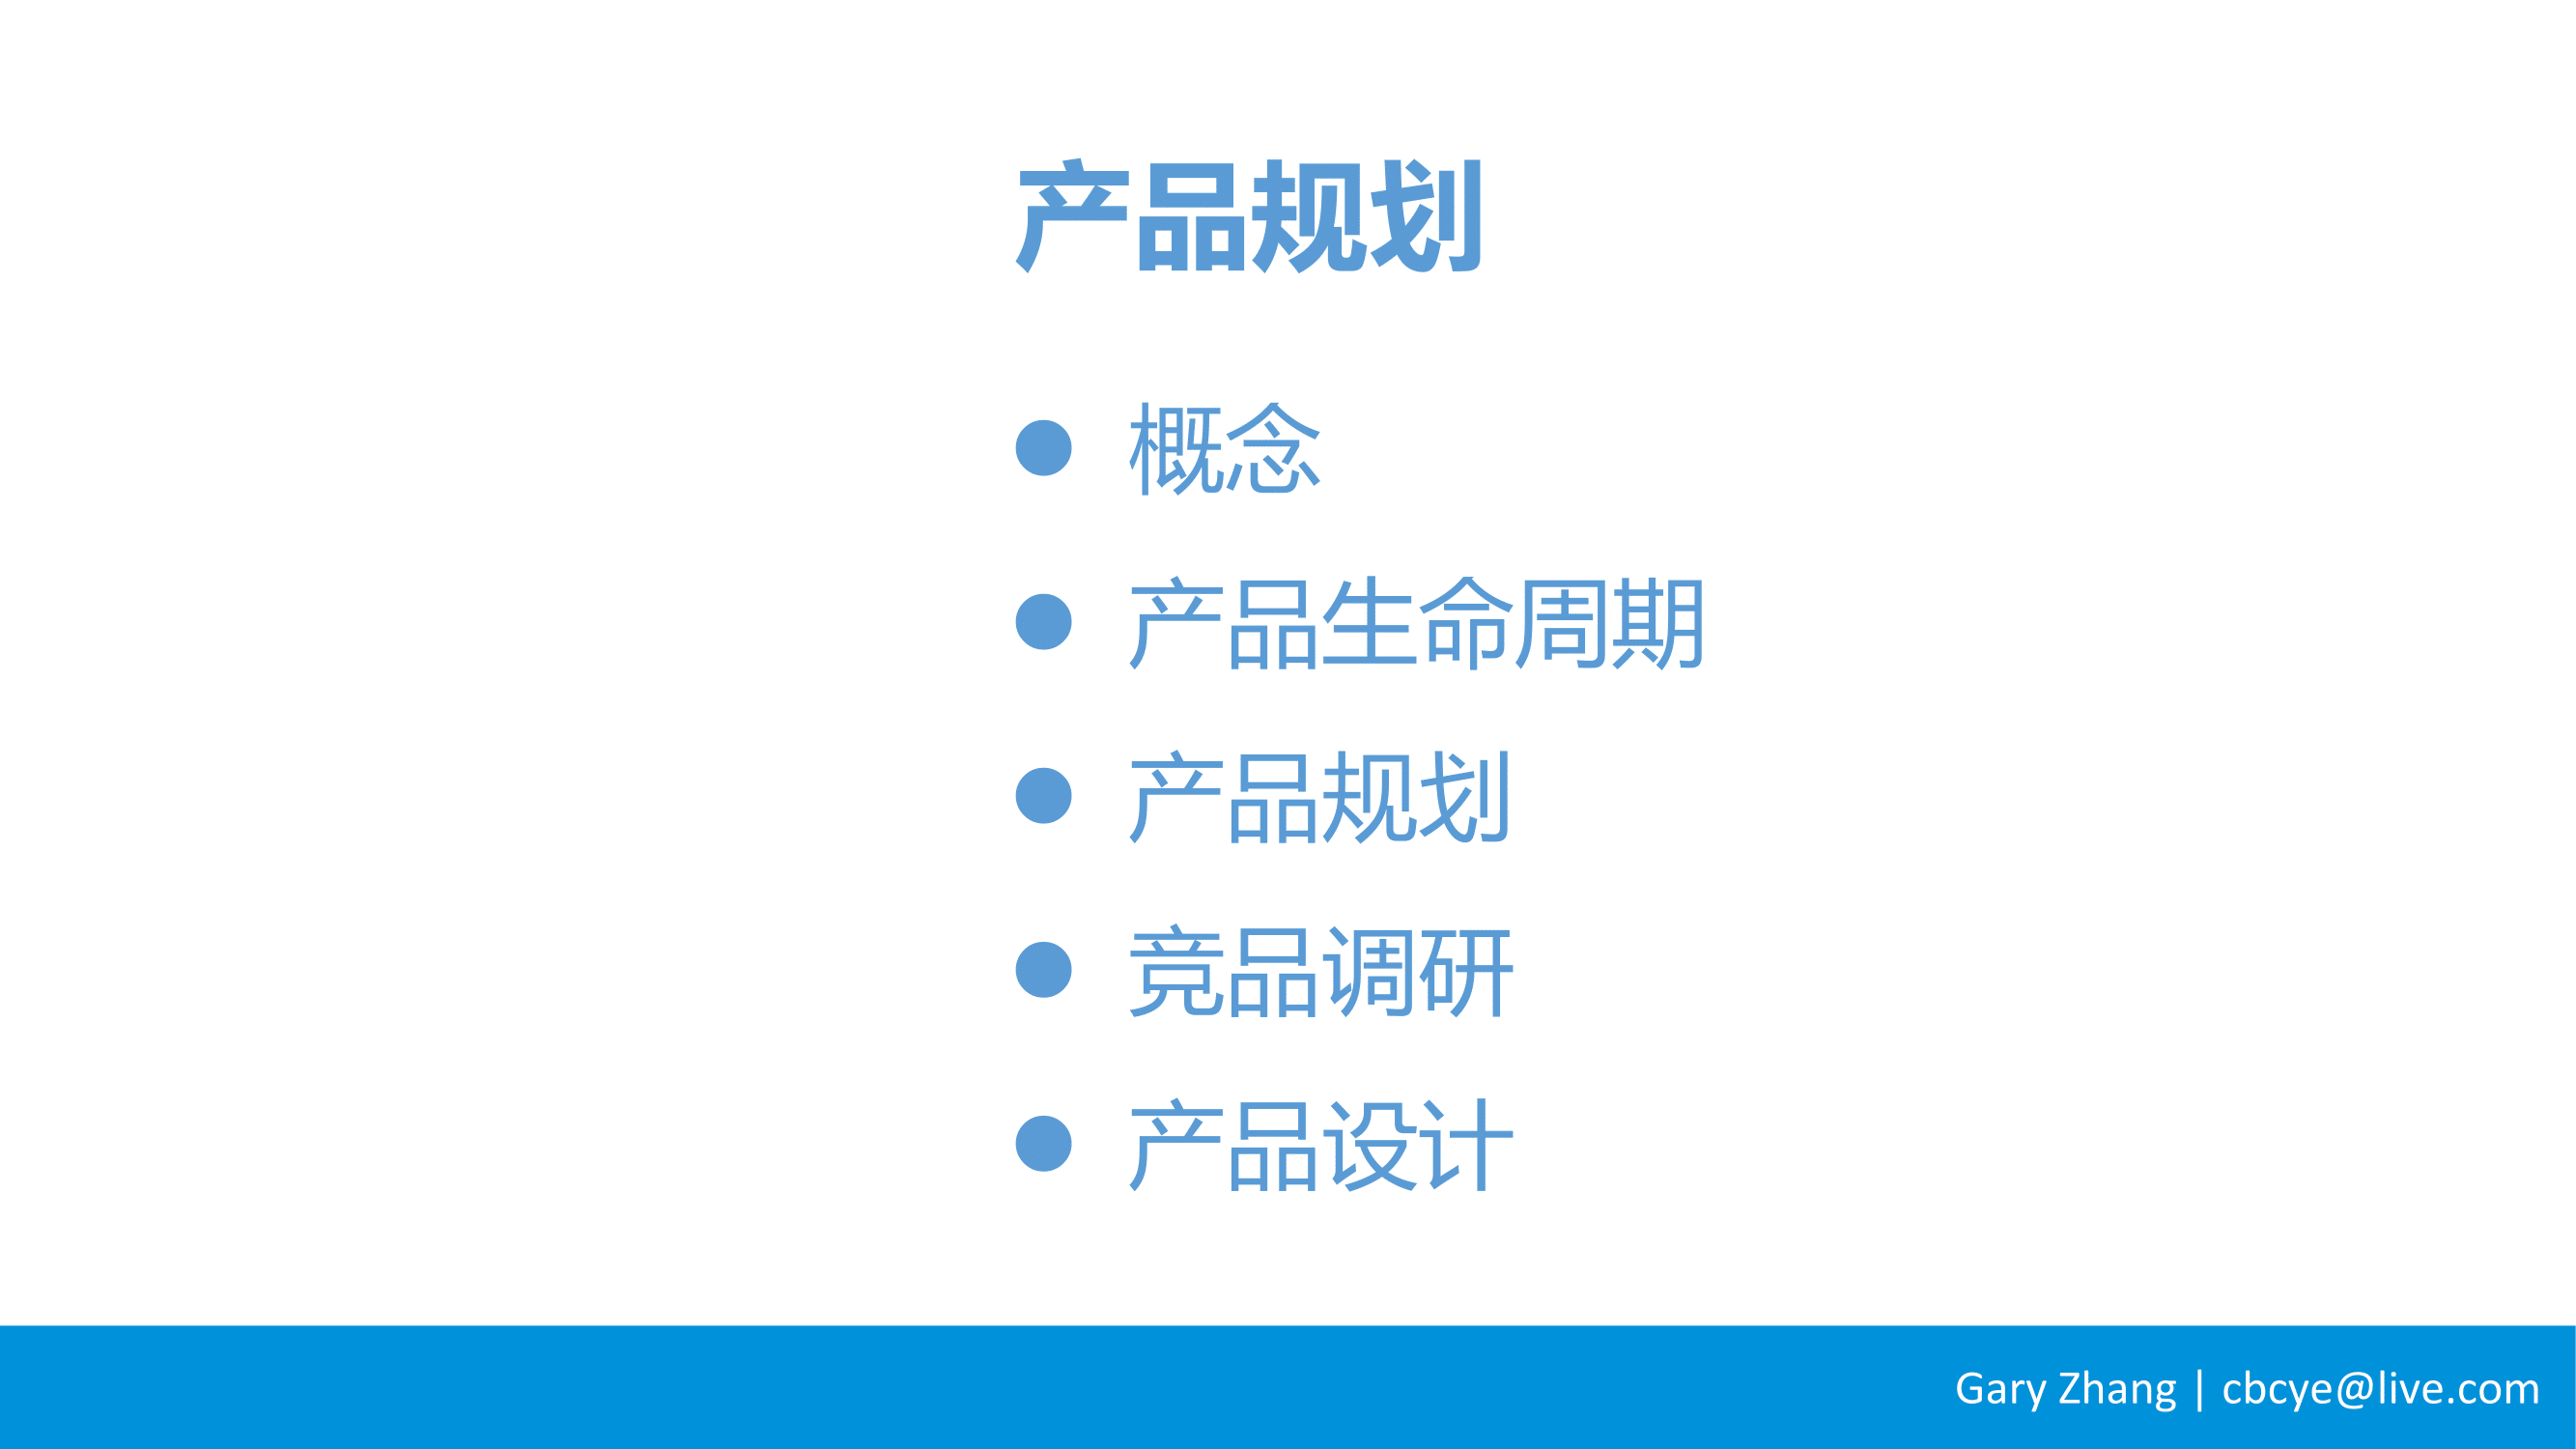 产品规划
● 概念
● 产品生命周期
● 产品规划
● 竞品调研
● 产品设计
Gary Zhang | cbcye@live.com